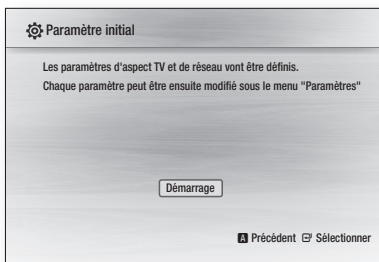 Paramètre initial
Les paramètres d'aspect TV et de réseau vont être définis.
Chaque paramètre peut être ensuite modifié sous le menu "Paramètres"
Démarrage
A Précédent Sélectionner